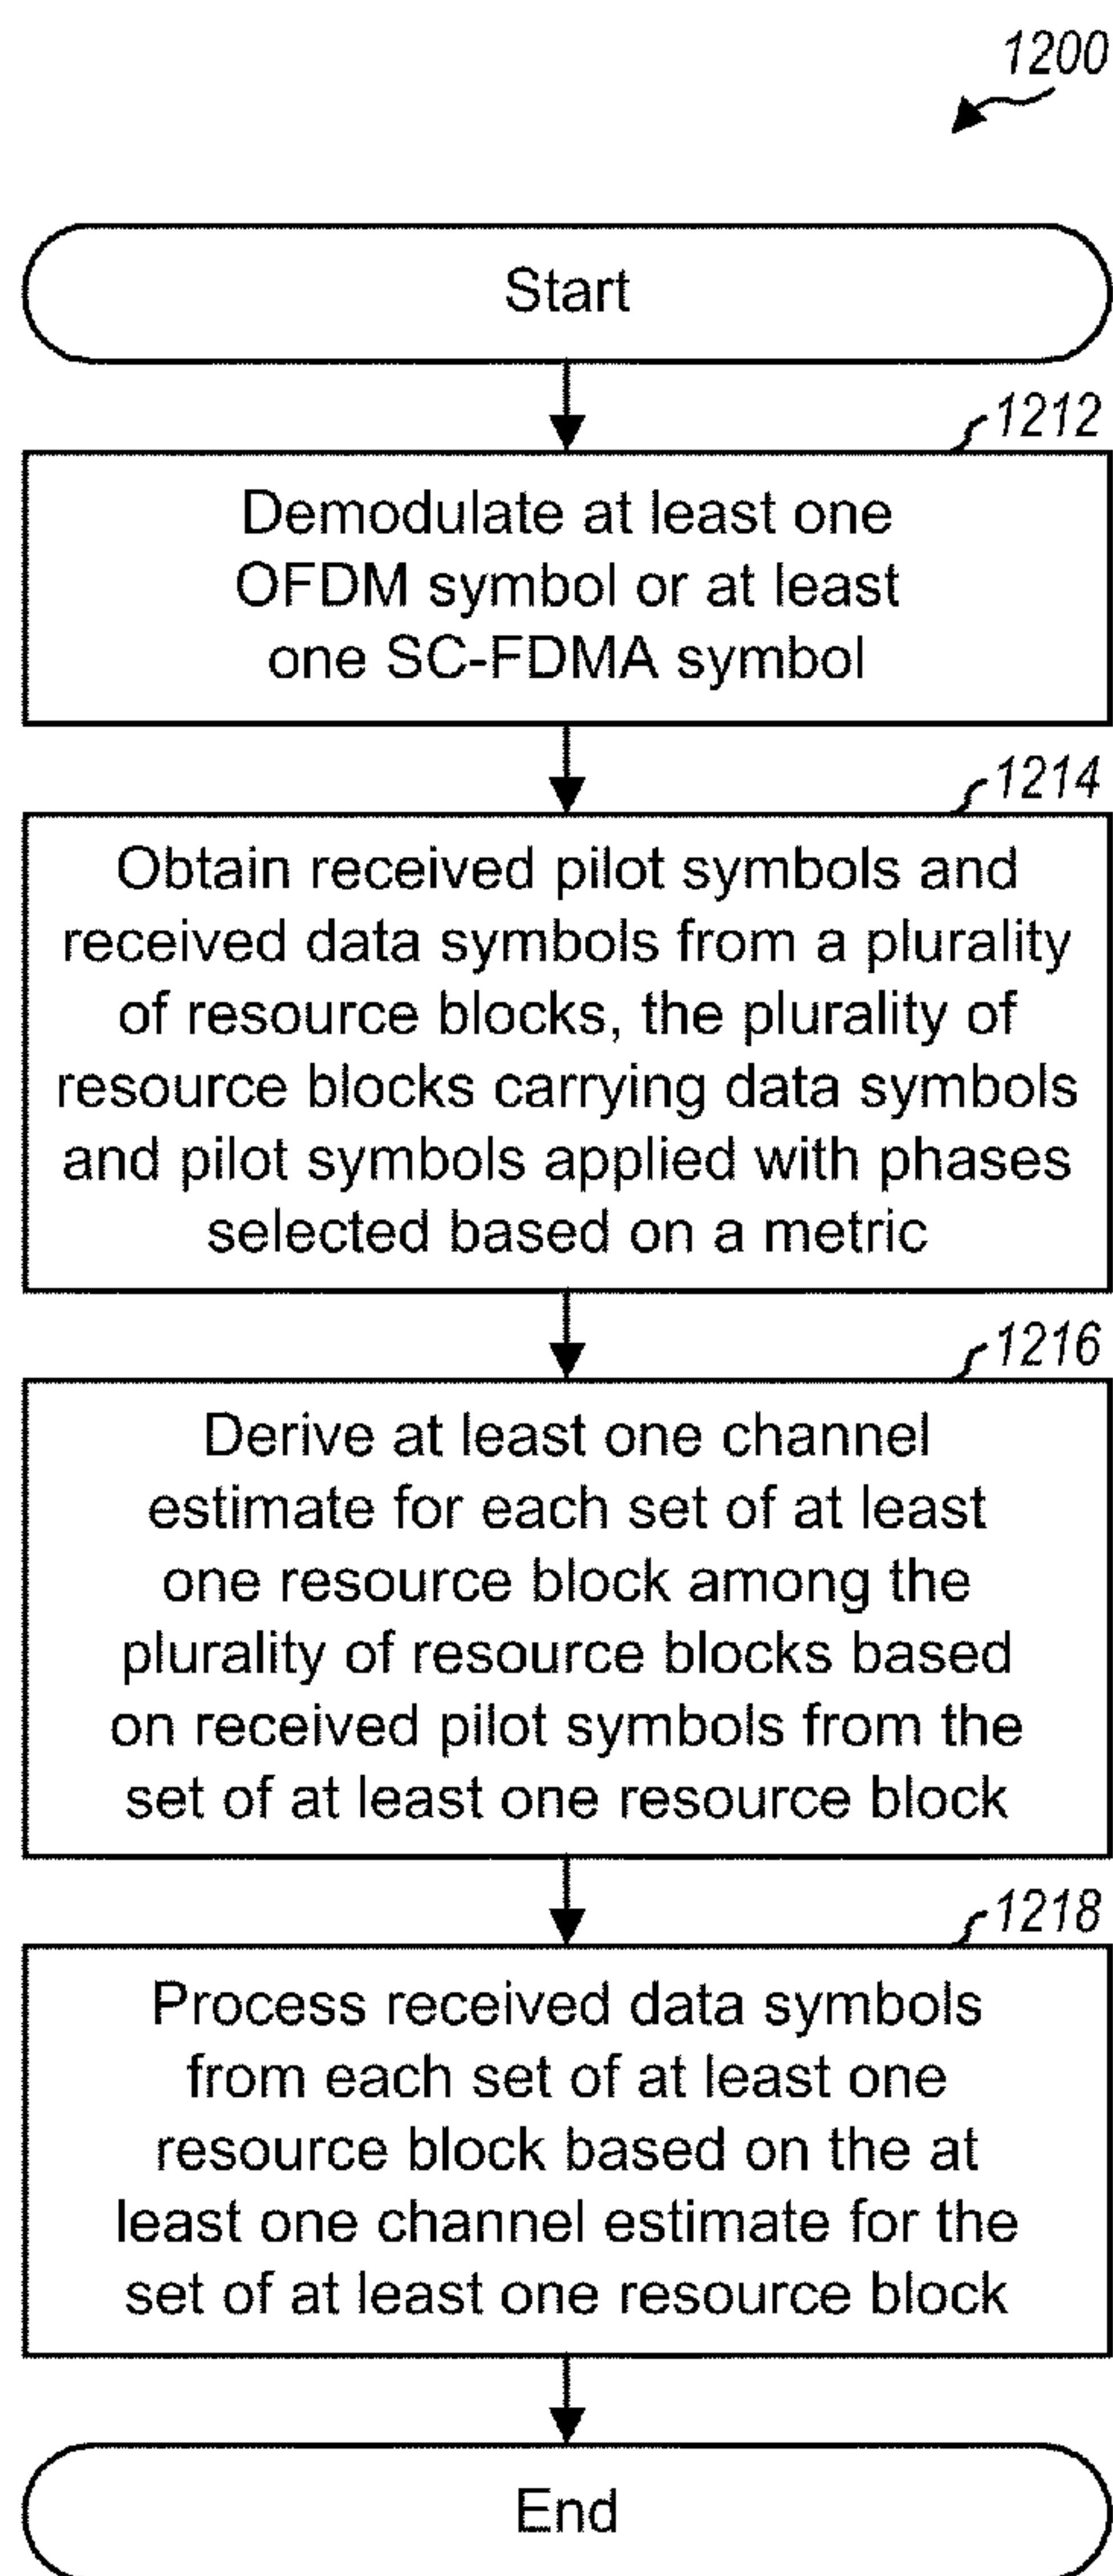 1200
Start
1212
Demodulate at least one
OFDM symbol or at least
one SC-FDMA symbol
1214
Obtain received pilot symbols and
received data symbols from a plurality
of resource blocks, the plurality of
resource blocks carrying data symbols
and pilot symbols applied with phases
selected based on a metric
1216
Derive at least one channel
estimate for each set of at least
one resource block among the
plurality of resource blocks based
on received pilot symbols from the
set of at least one resource block
1218
Process received data symbols
from each set of at least one
resource block based on the at
least one channel estimate for the
set of at least one resource block
End